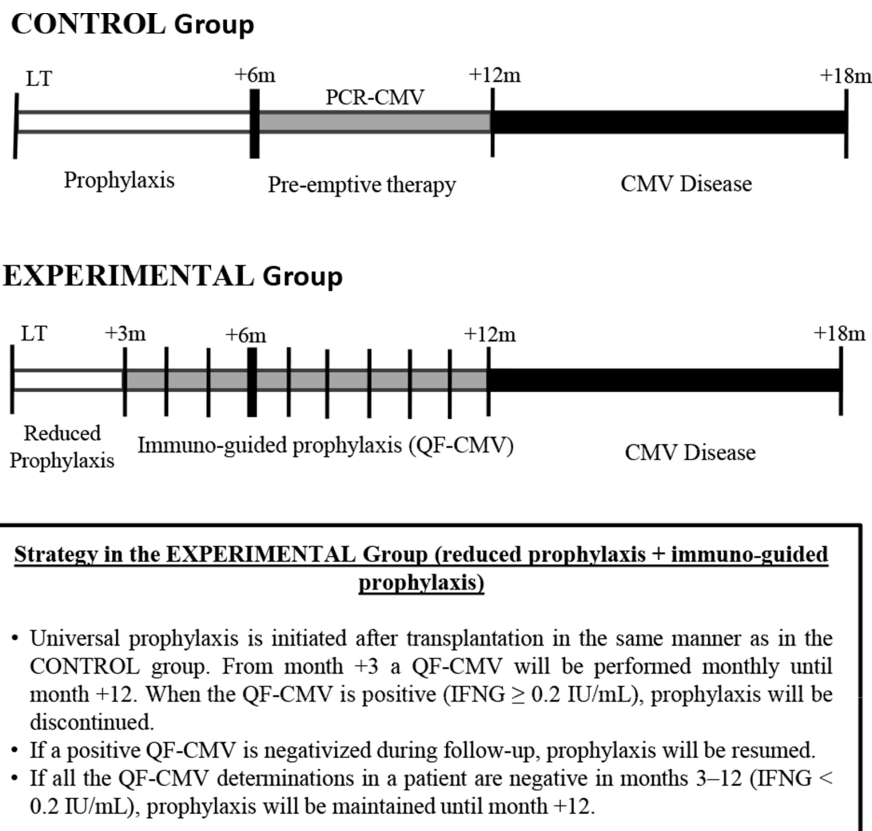 CONTROL Group
LT +6m +12m +18m
PCR-CMV
Prophylaxis Pre-emptive therapy CMV Disease
EXPERIMENTAL Group
LT +3m +6m +12m +18m
Reduced
Prophylaxis
Immuno-guided prophylaxis (QF-CMV)
CMV Disease
Strategy in the EXPERIMENTAL Group (reduced prophylaxis + immuno-guided
prophylaxis)
• Universal prophylaxis is initiated after transplantation in the same manner as in the
CONTROL group. From month +3 a QF-CMV will be performed monthly until
month +12. When the QF-CMV is positive (IFNG ≥ 0.2 IU/mL), prophylaxis will be
discontinued.
• If a positive QF-CMV is negativized during follow-up, prophylaxis will be resumed.
• If all the QF-CMV determinations in a patient are negative in months 3–12 (IFNG <
0.2 IU/mL), prophylaxis will be maintained until month +12.